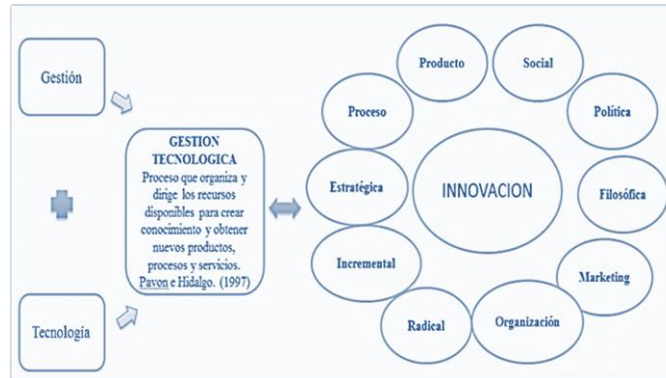 Gestión
GESTION
TECNOLOGICA
Proceso que organiza y
dirige los recursos
disponibles para crear
conocimiento y obtener
nuevos productos,
procesos y servicios.
Pavon e Hidalgo. (1997)
Tecnología
Producto
Social
Proceso
Política
Estratégica
INNOVACION
Filosófica
Incremental
Marketing
Radical
Organización